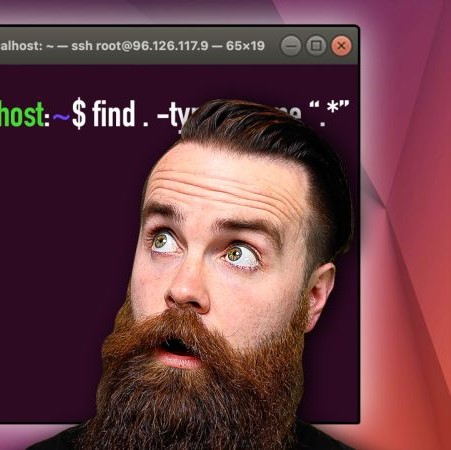 alhost: ~ — ssh root@96.126.117.9 — 65×19
host:~$ find . -ty e ".*"